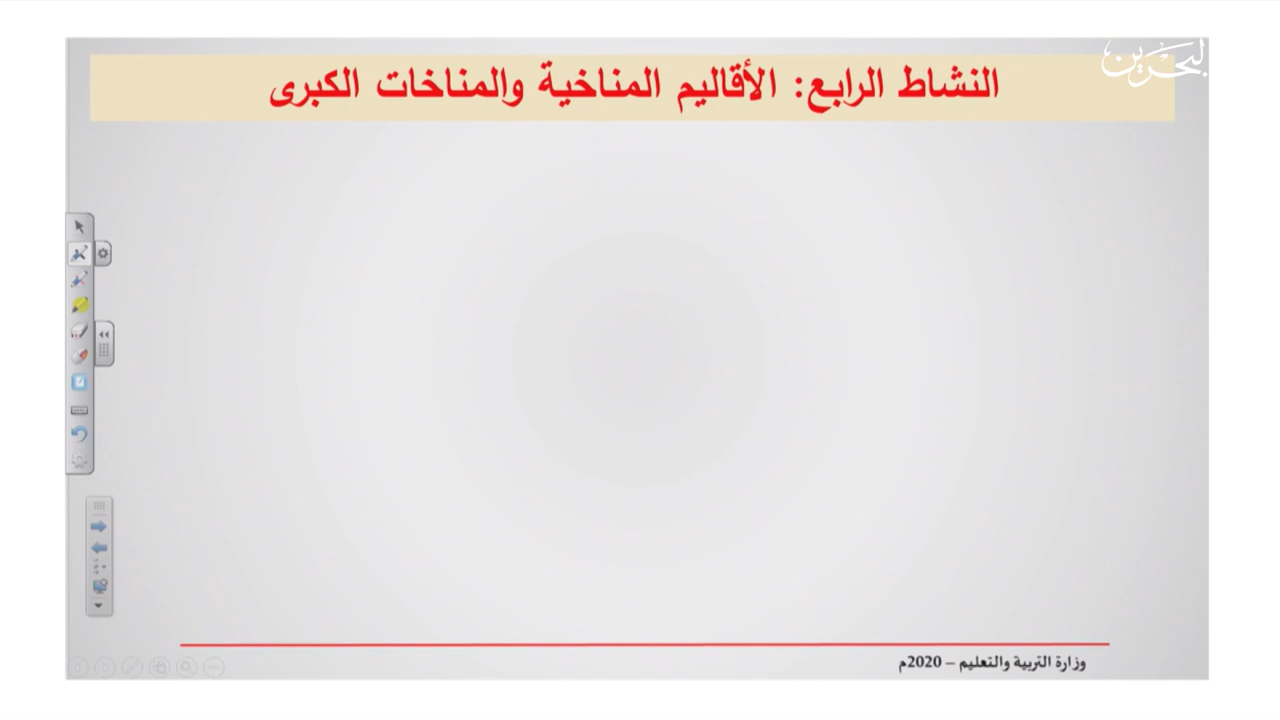 البحرين
النشاط الرابع: الأقاليم المناخية والمناخات الكبرى
وزارة التربية والتعليم – 2020م